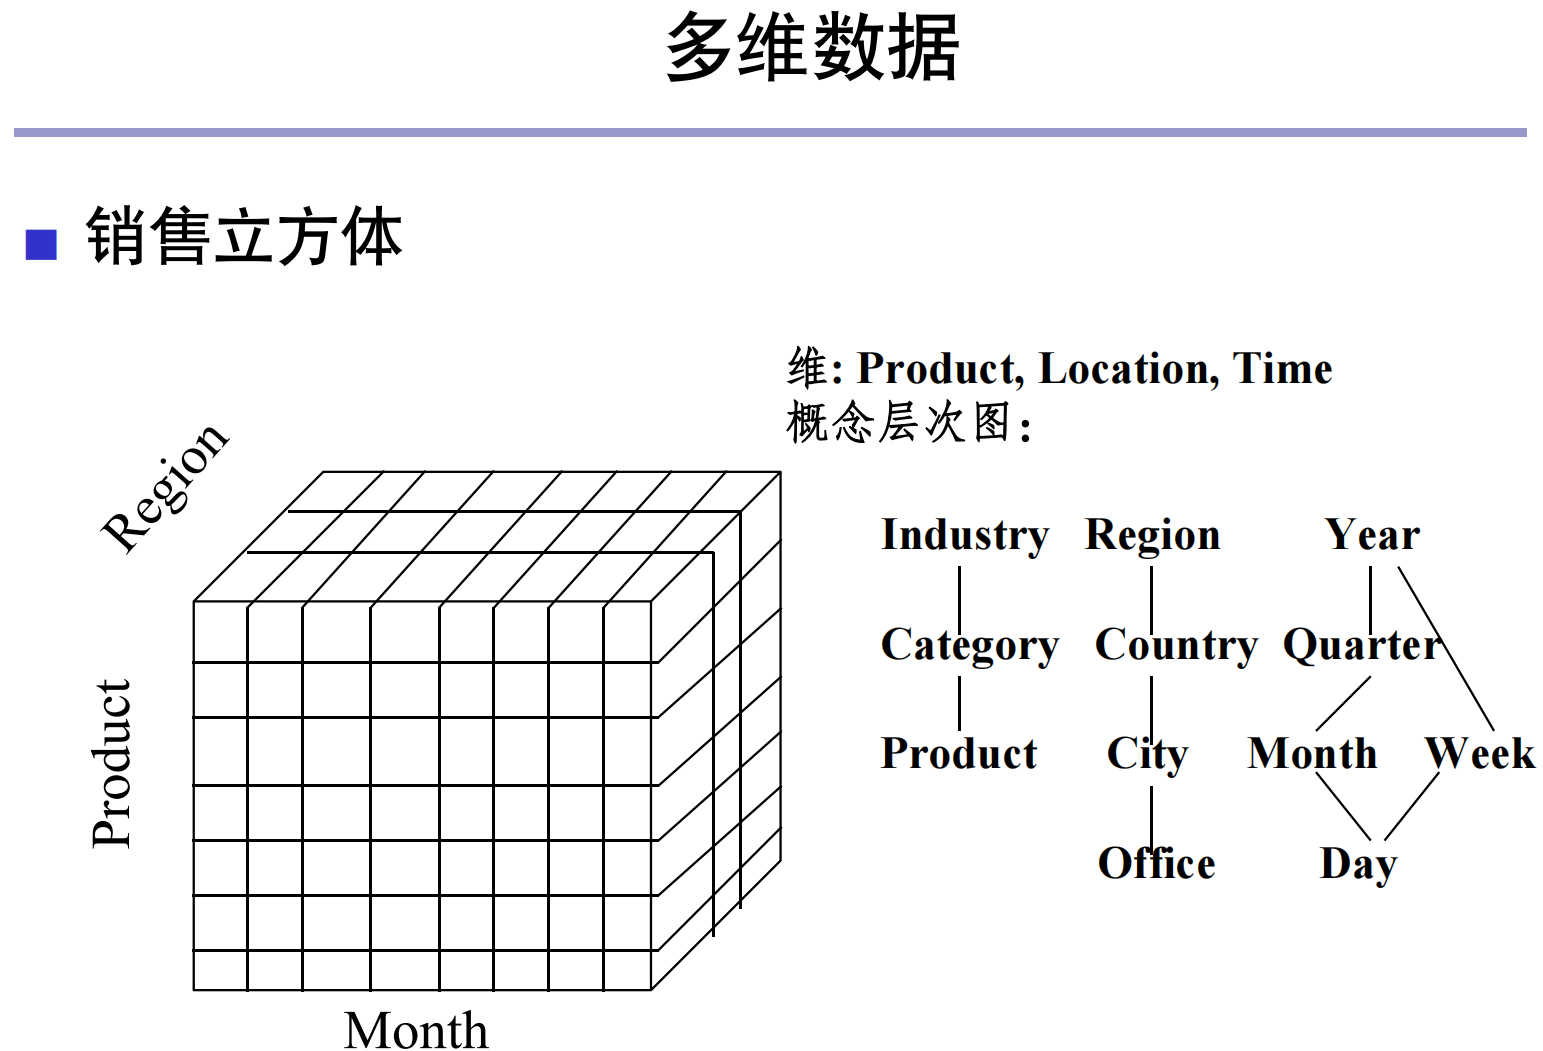 多维数据
销售立方体
维: Product, Location, Time
概念层次图：
Region
Product
Month
Industry Region Year
Category Country Quarter
Product City Month Week
Office Day